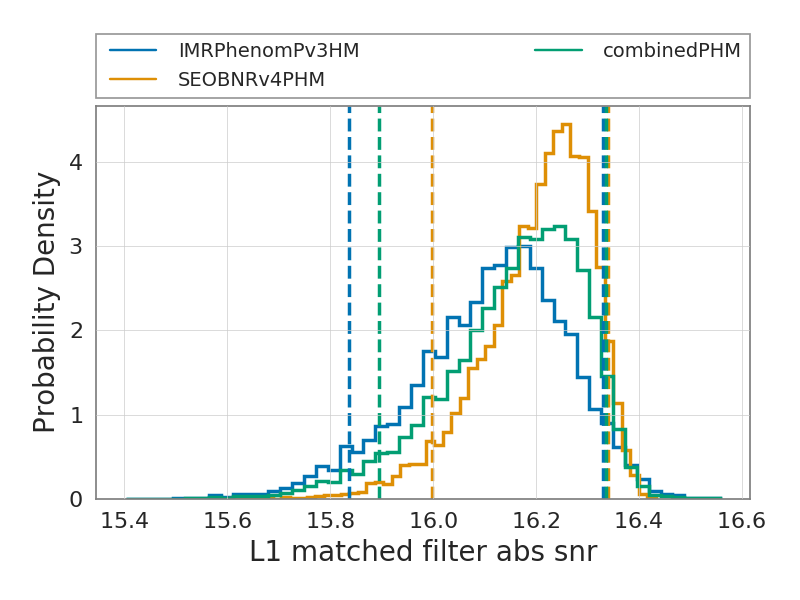 IMRPhenomPv3HM
SEOBNRv4PHM
combinedPHM
Probability Density
4
3
2
1
0
15.4 15.6 15.8 16.0 16.2 16.4 16.6
L1 matched filter abs snr